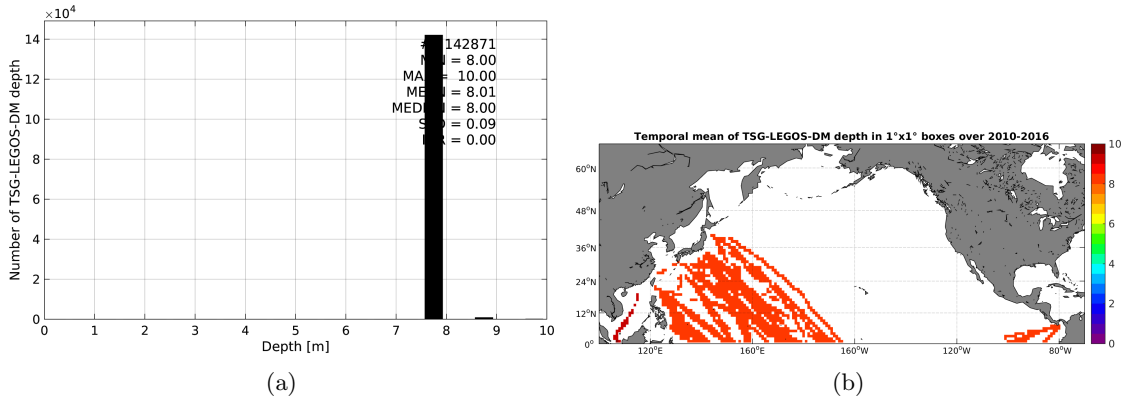 ×10⁴
14
12
10
8
6
4
2
0
Number of TSG-LEGOS-DM depth
# 142871
M N = 8.00
MA = 10.00
ME N = 8.01
MEDI N = 8.00
S D = 0.09
I R = 0.00
0 1 2 3 4 5 6 7 8 9 10
Depth [m]
(a)
Temporal mean of TSG-LEGOS-DM depth in 1°x1° boxes over 2010-2016
60°N
48°N
36°N
24°N
12°N
0°
120°E 160°E 160°W 120°W 80°W
10
8
6
4
2
0
(b)